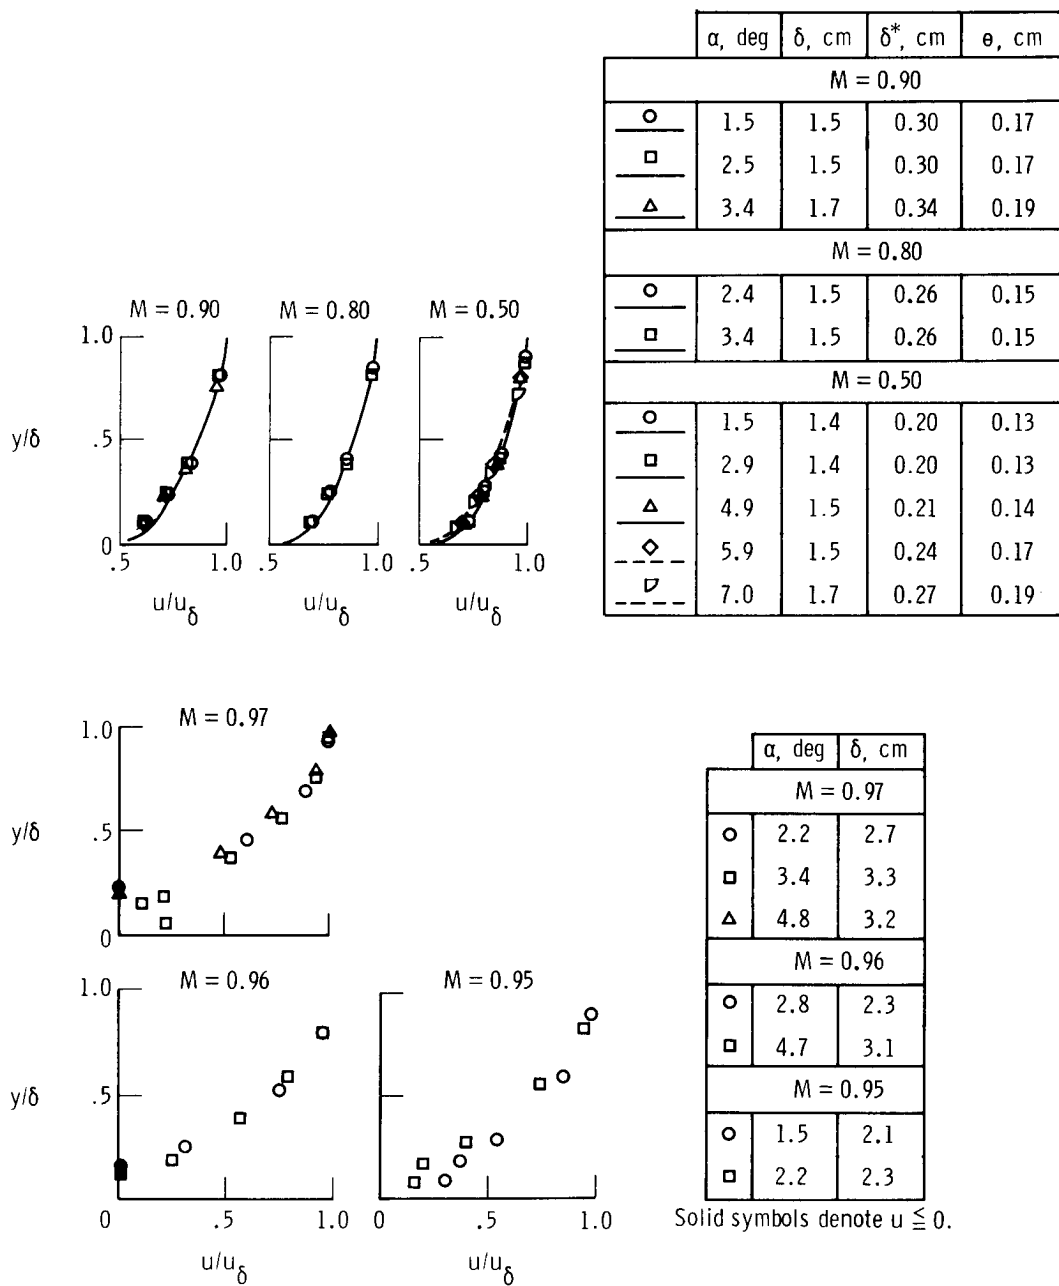 α, deg δ, cm δ*, cm θ, cm
M = 0.90
1.5 1.5 0.30 0.17
2.5 1.5 0.30 0.17
3.4 1.7 0.34 0.19
M = 0.80
2.4 1.5 0.26 0.15
3.4 1.5 0.26 0.15
M = 0.50
1.5 1.4 0.20 0.13
2.9 1.4 0.20 0.13
4.9 1.5 0.21 0.14
5.9 1.5 0.24 0.17
7.0 1.7 0.27 0.19
M = 0.90 M = 0.80 M = 0.50
1.0
y/δ .5
0
.5 1.0 .5 1.0 .5 1.0
u/uδ u/uδ u/uδ
M = 0.97
1.0
y/δ .5
0
M = 0.96 M = 0.95
1.0
y/δ .5
0 .5 1.0 0 .5 1.0
u/uδ u/uδ
α, deg δ, cm
M = 0.97
2.2 2.7
3.4 3.3
4.8 3.2
M = 0.96
2.8 2.3
4.7 3.1
M = 0.95
1.5 2.1
2.2 2.3
Solid symbols denote u ≦ 0.